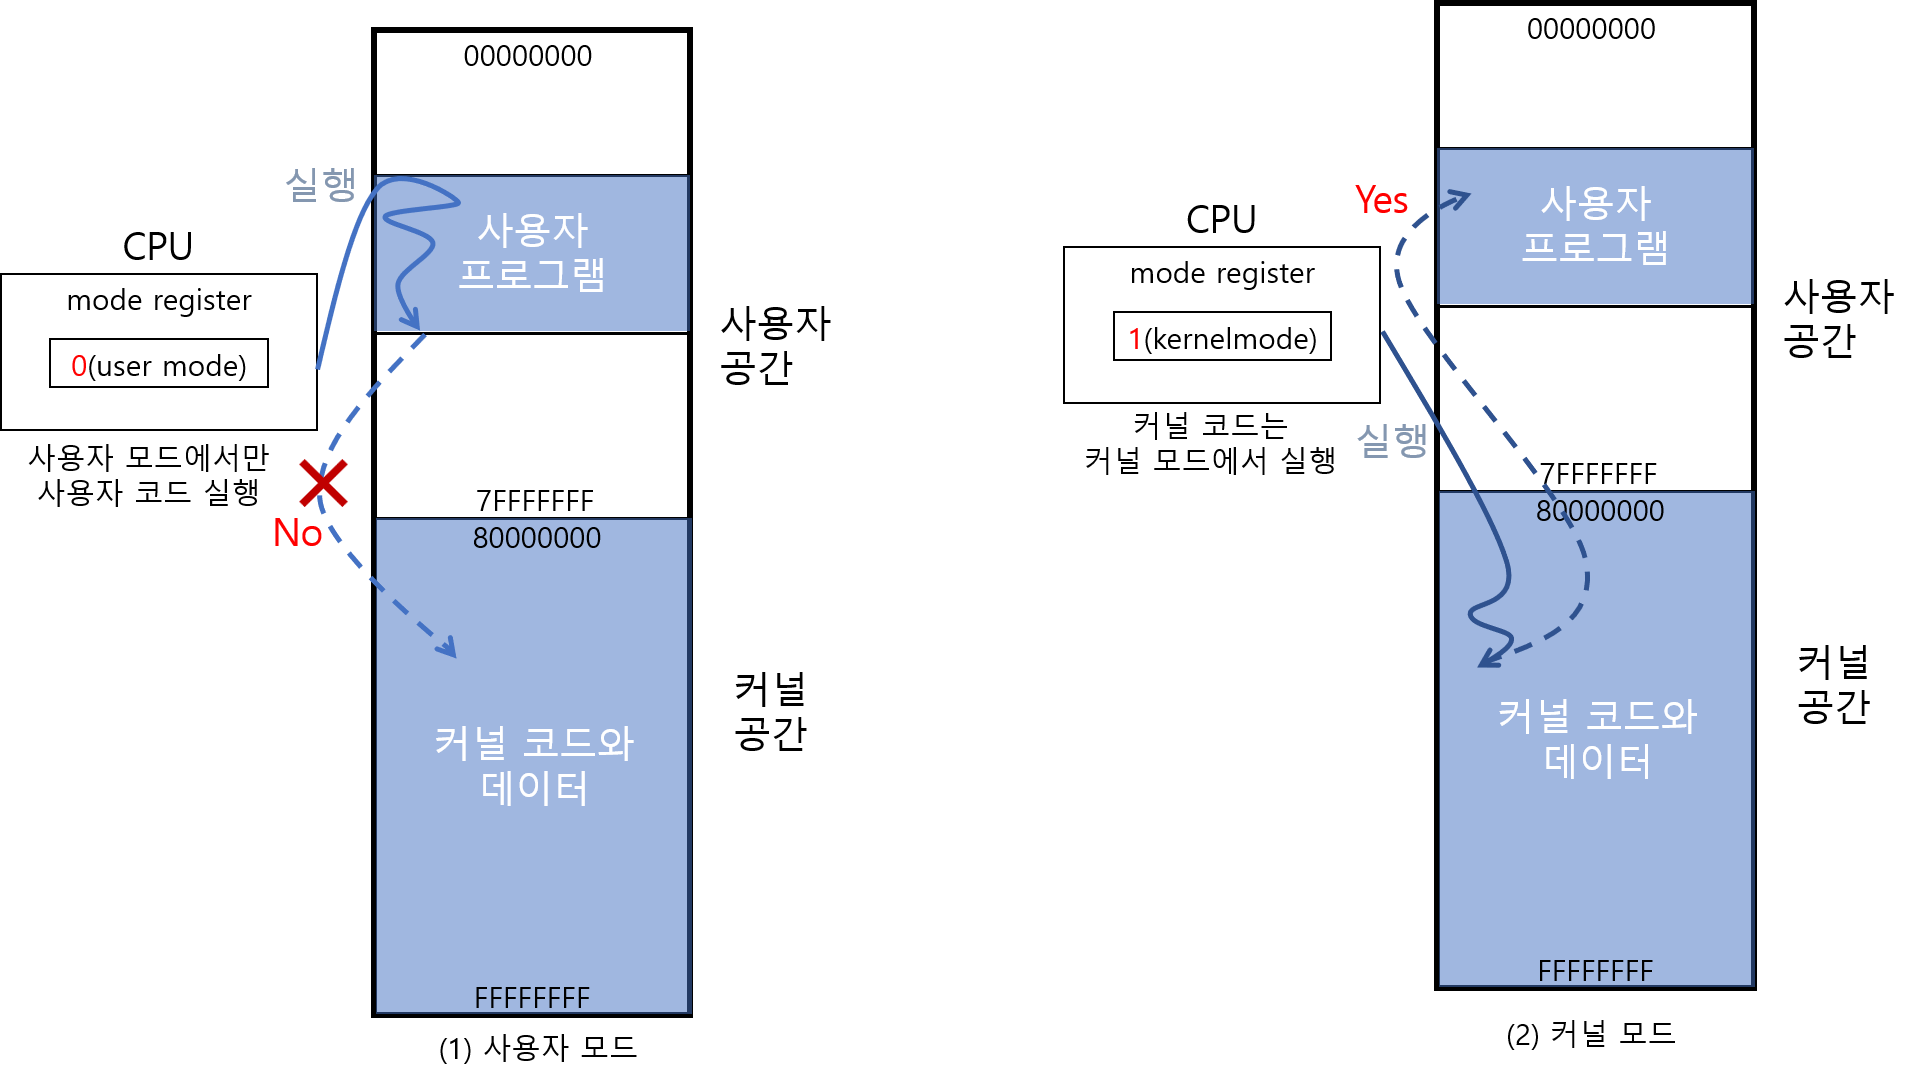 00000000
실행
사용자
프로그램
CPU
mode register
0(user mode)
사용자 모드에서만
사용자 코드 실행
No
사용자
공간
7FFFFFFF
80000000
커널
공간
커널 코드와
데이터
FFFFFFFF
(1) 사용자 모드
00000000
Yes
사용자
프로그램
CPU
mode register
1(kernelmode)
커널 코드는
커널 모드에서 실행
실행
사용자
공간
7FFFFFFF
80000000
커널
공간
커널 코드와
데이터
FFFFFFFF
(2) 커널 모드